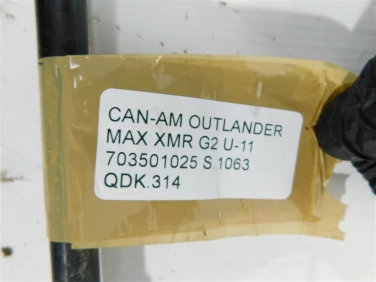 CAN-AM OUTLANDER
MAX XMR G2 U-11
703501025 S.1063
QDK.314